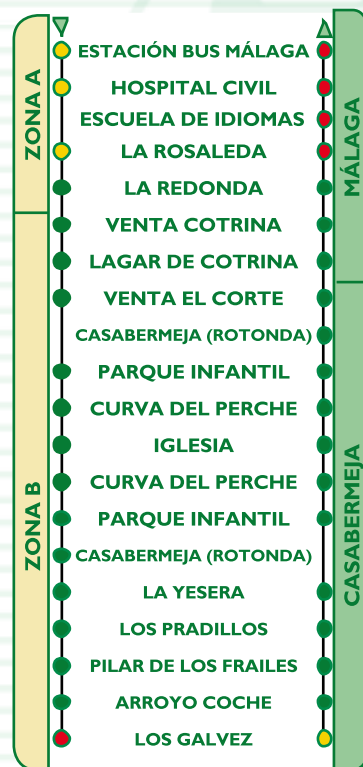 ZONA A
ZONA B
ESTACIÓN BUS MÁLAGA
HOSPITAL CIVIL
ESCUELA DE IDIOMAS
LA ROSALEDA
LA REDONDA
VENTA COTRINA
LAGAR DE COTRINA
VENTA EL CORTE
CASABERMEJA (ROTONDA)
PARQUE INFANTIL
CURVA DEL PERCHE
IGLESIA
CURVA DEL PERCHE
PARQUE INFANTIL
CASABERMEJA (ROTONDA)
LA YESERA
LOS PRADILLOS
PILAR DE LOS FRAILES
ARROYO COCHE
LOS GALVEZ
MÁLAGA
CASABERMEJA